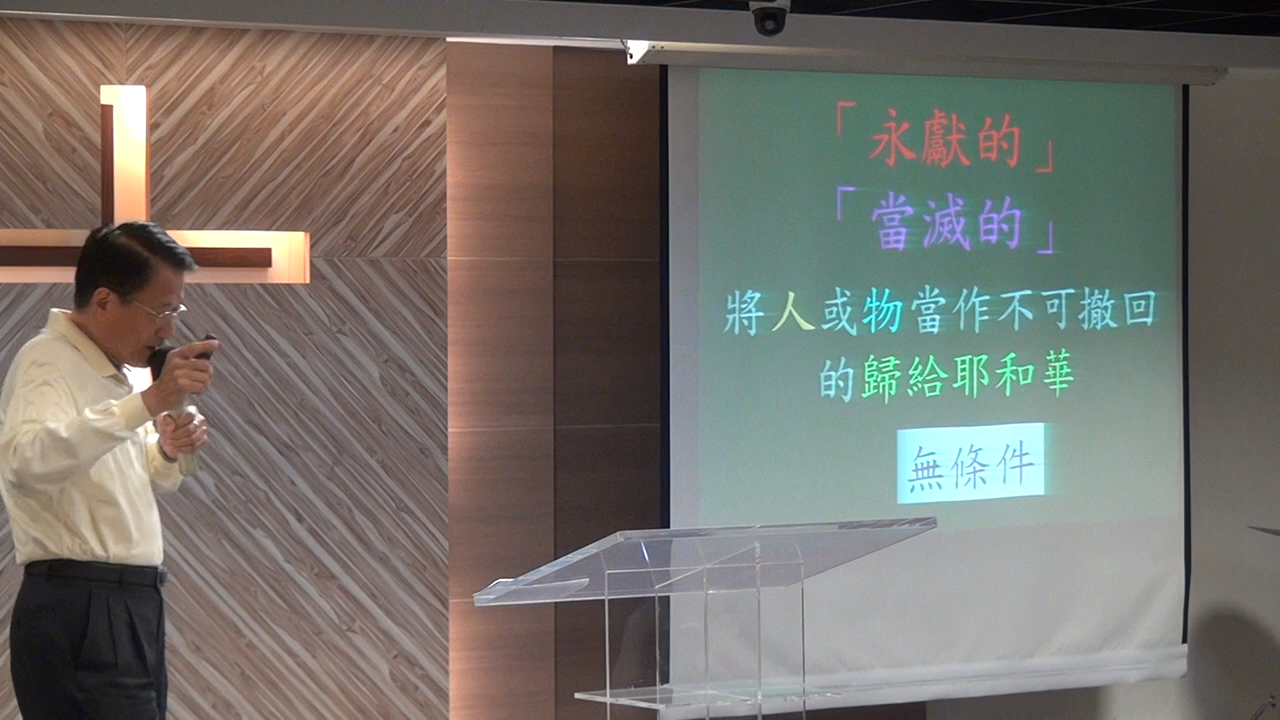 「永獻的」
「當滅的」
將人或物當作不可撤回
的歸給耶和華
無條件